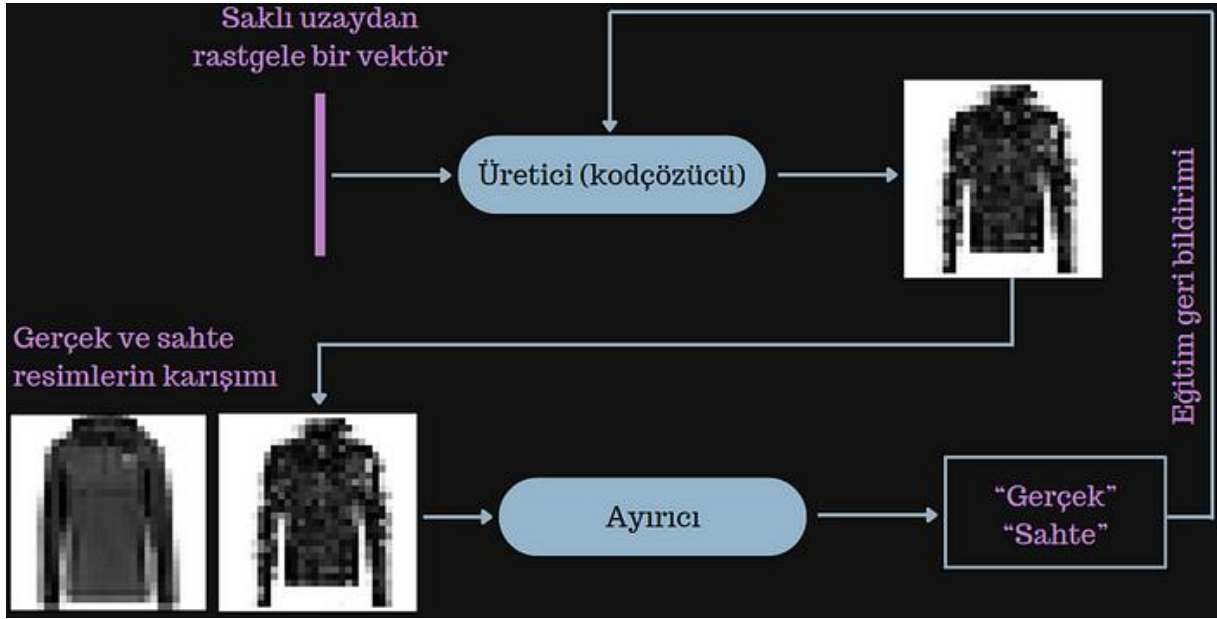 Saklı uzaydan
rastgele bir vektör
Üretici (kodçözücü)
Eğitim geri bildirimi
Gerçek ve sahte
resimlerin karışımı
Ayırıcı
“Gerçek”
“Sahte”